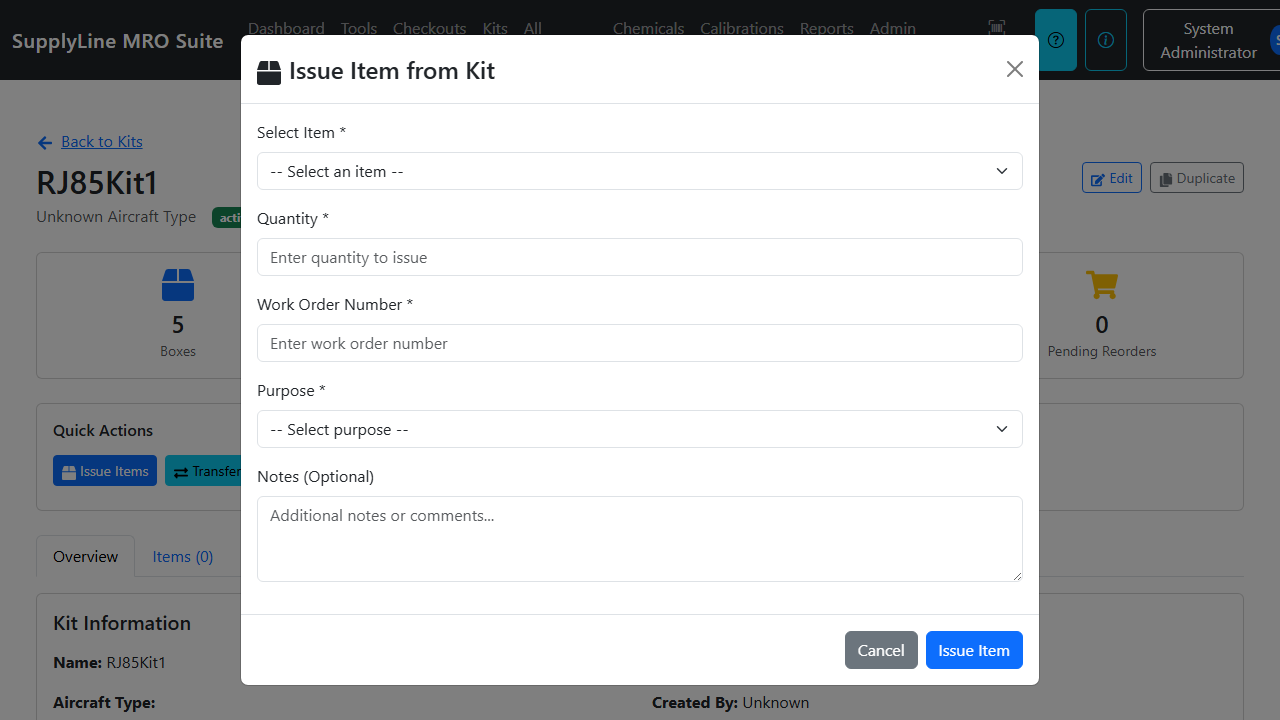 SupplyLine MRO Suite
Dashboard Tools Checkouts Kits All Chemicals Calibrations Reports Admin
System Administrator
Issue Item from Kit
Back to Kits
RJ85Kit1
Unknown Aircraft Type
Edit
Duplicate
Select Item *
-- Select an item --
Quantity *
Enter quantity to issue
5
Boxes
0
Pending Reorders
Work Order Number *
Enter work order number
Purpose *
-- Select purpose --
Quick Actions
Issue Items
Transfer
Notes (Optional)
Additional notes or comments...
Overview
Items (0)
Kit Information
Cancel
Issue Item
Name: RJ85Kit1
Aircraft Type:
Created By: Unknown